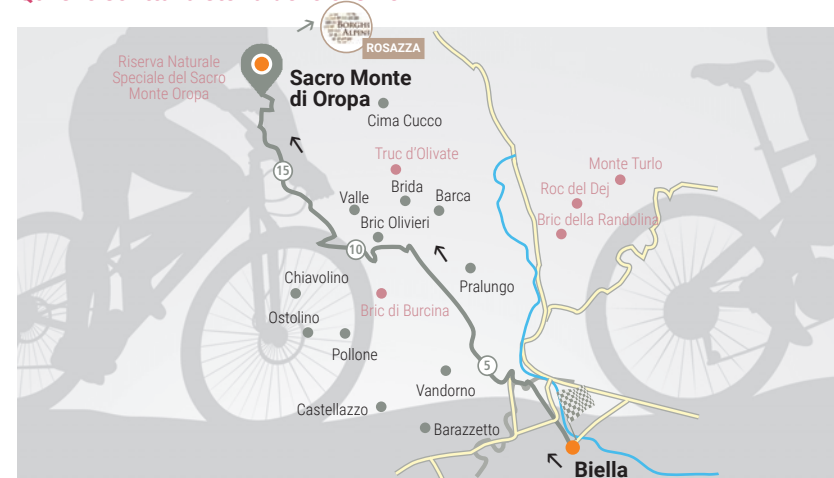 BORGHI
ALPINI
ROSAZZA
Riserva Naturale
Speciale del Sacro
Monte Oropa
Sacro Monte
di Oropa
Cima Cucco
Truc d'Olivate
Monte Turlo
15
Brida
Roc del Dej
Valle
Barca
Bric Olivieri
Bric della Randolina
10
Chiavolino
Pralungo
Bric di Burcina
Ostolino
Pollone
5
Vandorno
Castellazzo
Barazzetto
Biella